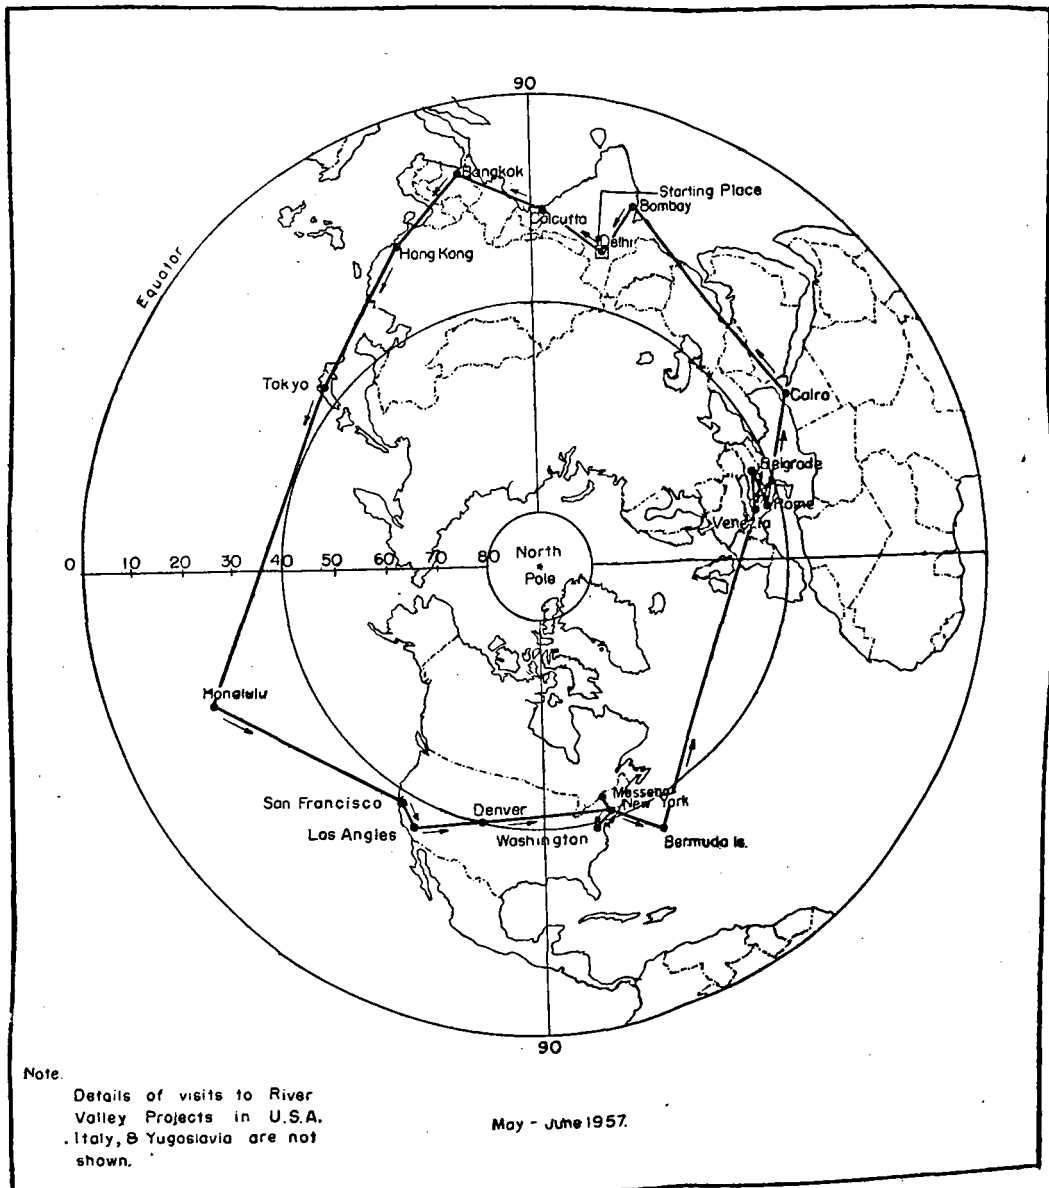 90
Bangkok
Starting Place
Bombay
Calcutta
Delhi
Hong Kong
Equator
Tokyo
Cairo
Belgrade
Rome
Venezia
0 10 20 30 40 50 60 70 80
North
Pole
Honolulu
Massena
New York
San Francisco
Denver
Los Angles
Washington
Bermuda Is.
90
Note.
Details of visits to River
Valley Projects in U.S.A.
Italy, & Yugoslavia are not
shown.
May - June 1957.